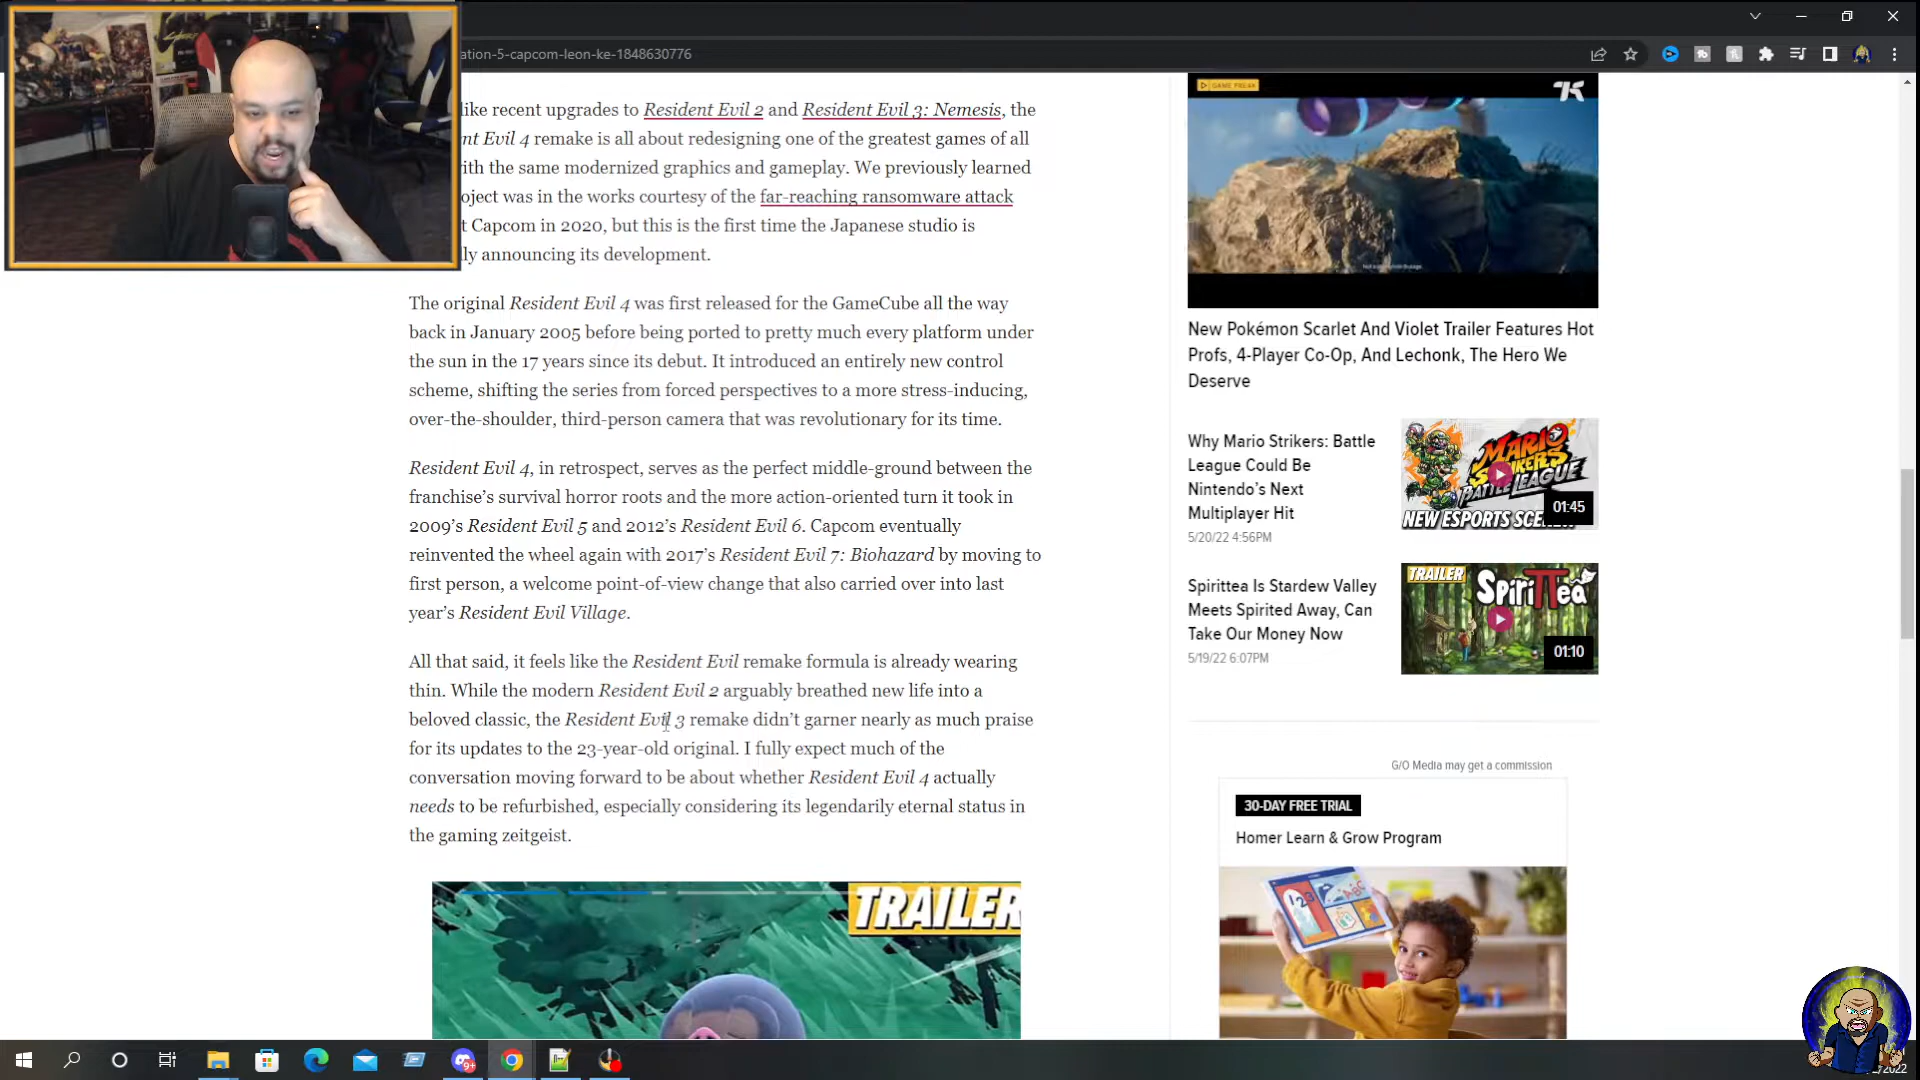 ation-5-capcom-leon-ke-1848630776
like recent upgrades to Resident Evil 2 and Resident Evil 3: Nemesis, the
nt Evil 4 remake is all about redesigning one of the greatest games of all
ith the same modernized graphics and gameplay. We previously learned
oject was in the works courtesy of the far-reaching ransomware attack
t Capcom in 2020, but this is the first time the Japanese studio is
lly announcing its development.
The original Resident Evil 4 was first released for the GameCube all the way
back in January 2005 before being ported to pretty much every platform under
the sun in the 17 years since its debut. It introduced an entirely new control
scheme, shifting the series from forced perspectives to a more stress-inducing,
over-the-shoulder, third-person camera that was revolutionary for its time.
Resident Evil 4, in retrospect, serves as the perfect middle-ground between the
franchise's survival horror roots and the more action-oriented turn it took in
2009's Resident Evil 5 and 2012's Resident Evil 6. Capcom eventually
reinvented the wheel again with 2017's Resident Evil 7: Biohazard by moving to
first person, a welcome point-of-view change that also carried over into last
year's Resident Evil Village.
All that said, it feels like the Resident Evil remake formula is already wearing
thin. While the modern Resident Evil 2 arguably breathed new life into a
beloved classic, the Resident Evil 3 remake didn't garner nearly as much praise
for its updates to the 23-year-old original. I fully expect much of the
conversation moving forward to be about whether Resident Evil 4 actually
needs to be refurbished, especially considering its legendarily eternal status in
the gaming zeitgeist.
TRAILER
GAME FREAK
New Pokémon Scarlet And Violet Trailer Features Hot
Profs, 4-Player Co-Op, And Lechonk, The Hero We
Deserve
Why Mario Strikers: Battle
League Could Be
Nintendo's Next
Multiplayer Hit
5/20/22 4:56PM
MARIO
STRIKERS
BATTLE LEAGUE
01:45
NEW ESPORTS SCE
Spirittea Is Stardew Valley
Meets Spirited Away, Can
Take Our Money Now
5/19/22 6:07PM
TRAILER
SPIRITTea
01:10
G/O Media may get a commission
30-DAY FREE TRIAL
Homer Learn & Grow Program
123
ABC
9+
/2022